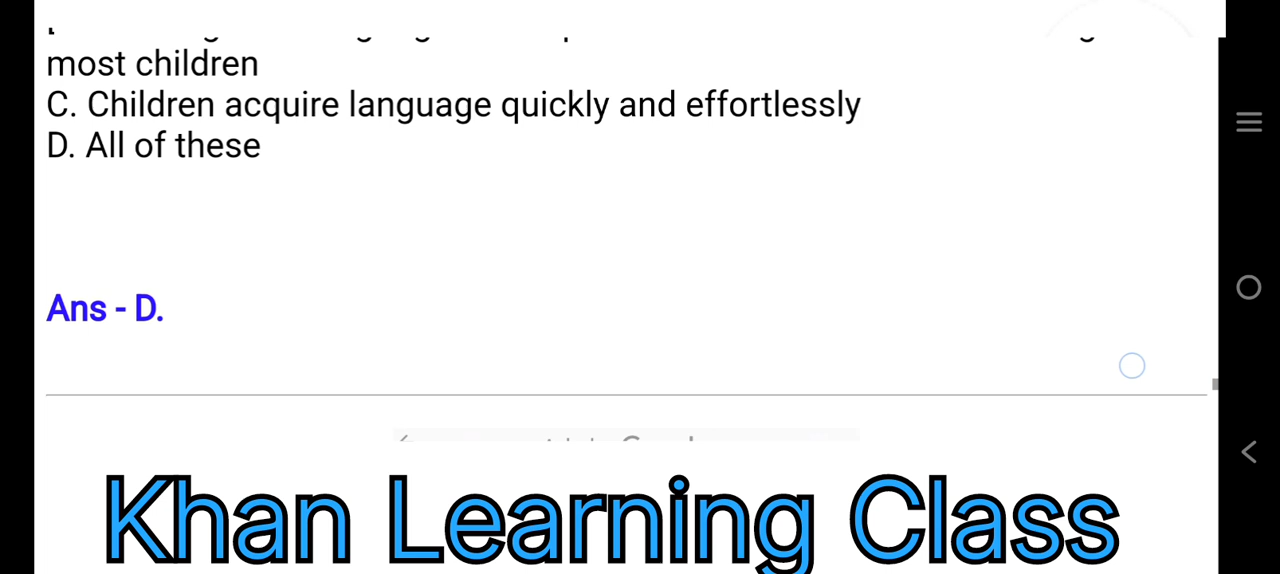 most children
C. Children acquire language quickly and effortlessly
D. All of these
Ans - D.
Khan Learning Class